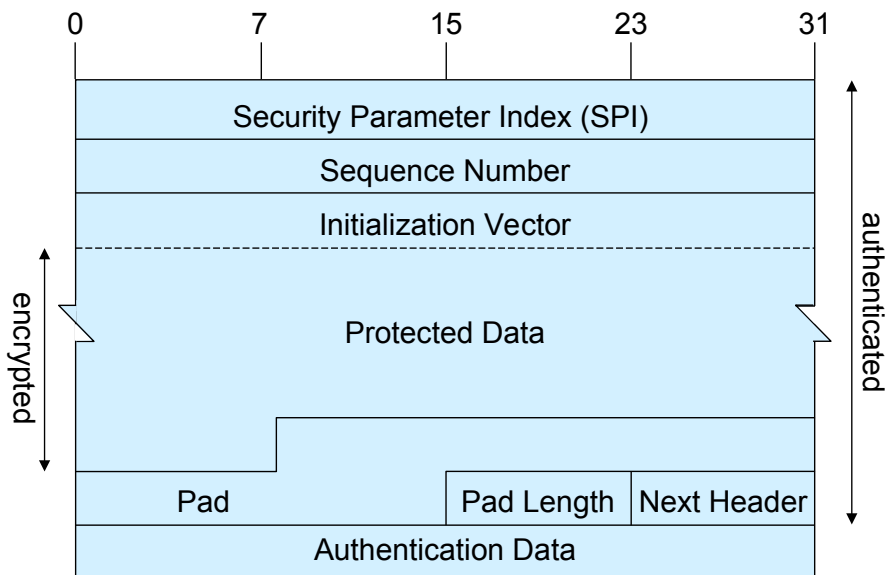 0 7 15 23 31
Security Parameter Index (SPI)
Sequence Number
Initialization Vector
authenticated
encrypted
Protected Data
Pad Pad Length Next Header
Authentication Data